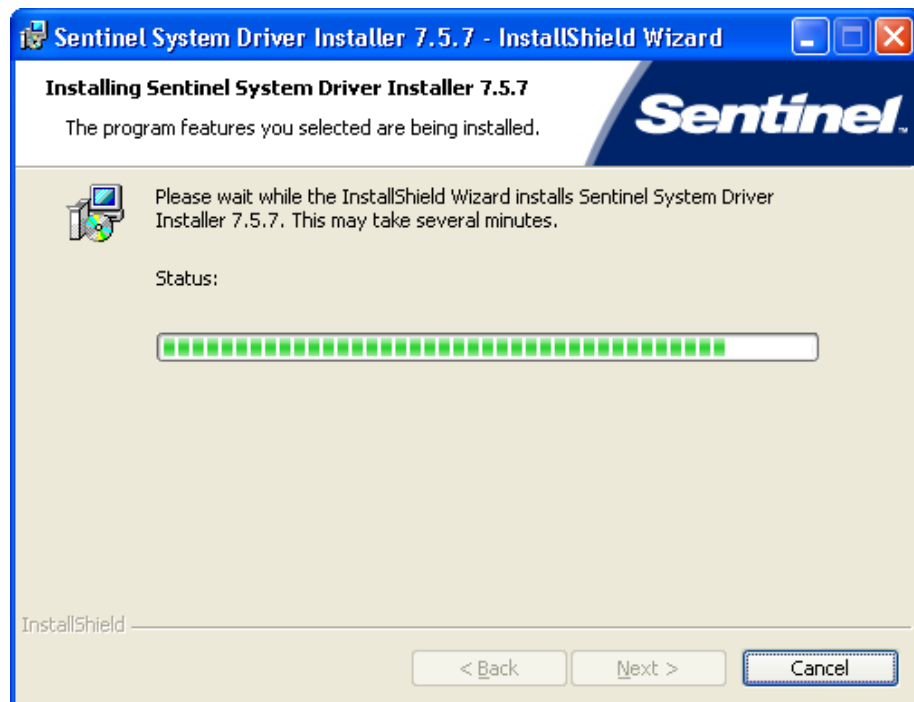 Sentinel System Driver Installer 7.5.7 - InstallShield Wizard
Installing Sentinel System Driver Installer 7.5.7
The program features you selected are being installed.
Sentinel.
Please wait while the InstallShield Wizard installs Sentinel System Driver
Installer 7.5.7. This may take several minutes.
Status:
InstallShield
< Back
Next >
Cancel